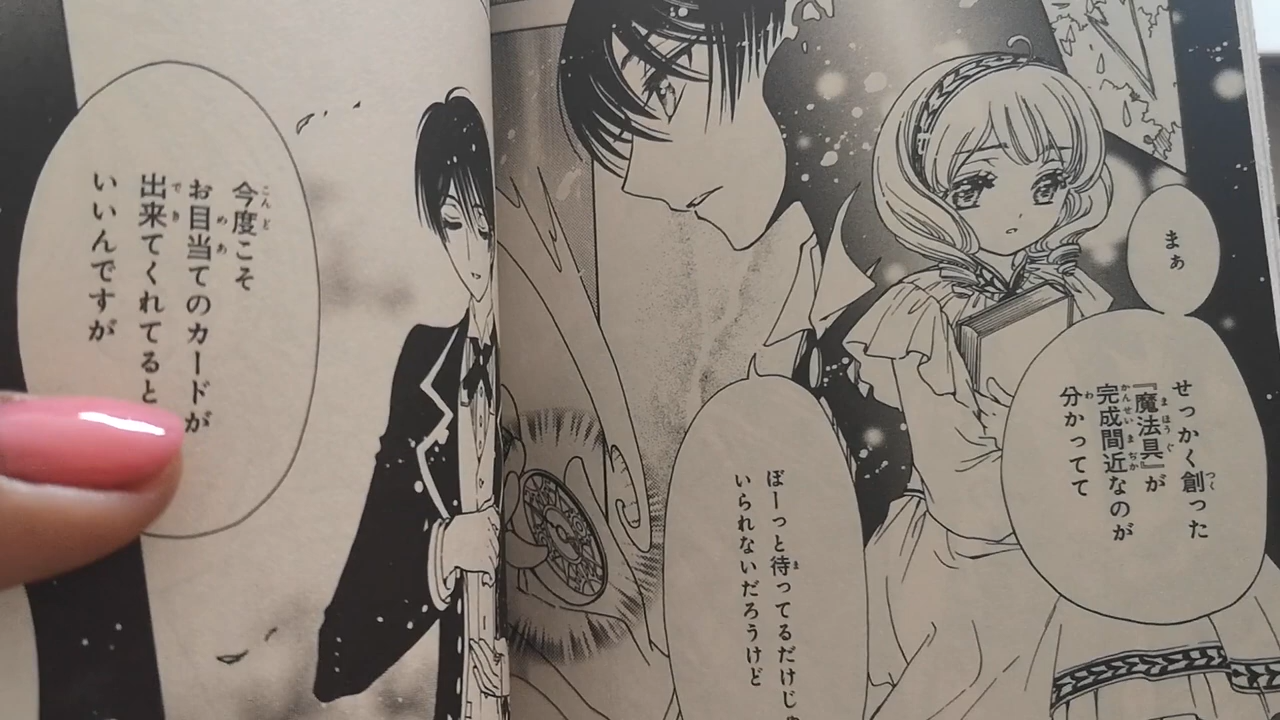 まぁ
せっかく創った
『魔法具』が
完成間近なのが
分かってて
ぼーっと待ってるだけじゃ
いられないだろうけど
今度こそ
お目当てのカードが
出来てくれてると
いいんですが